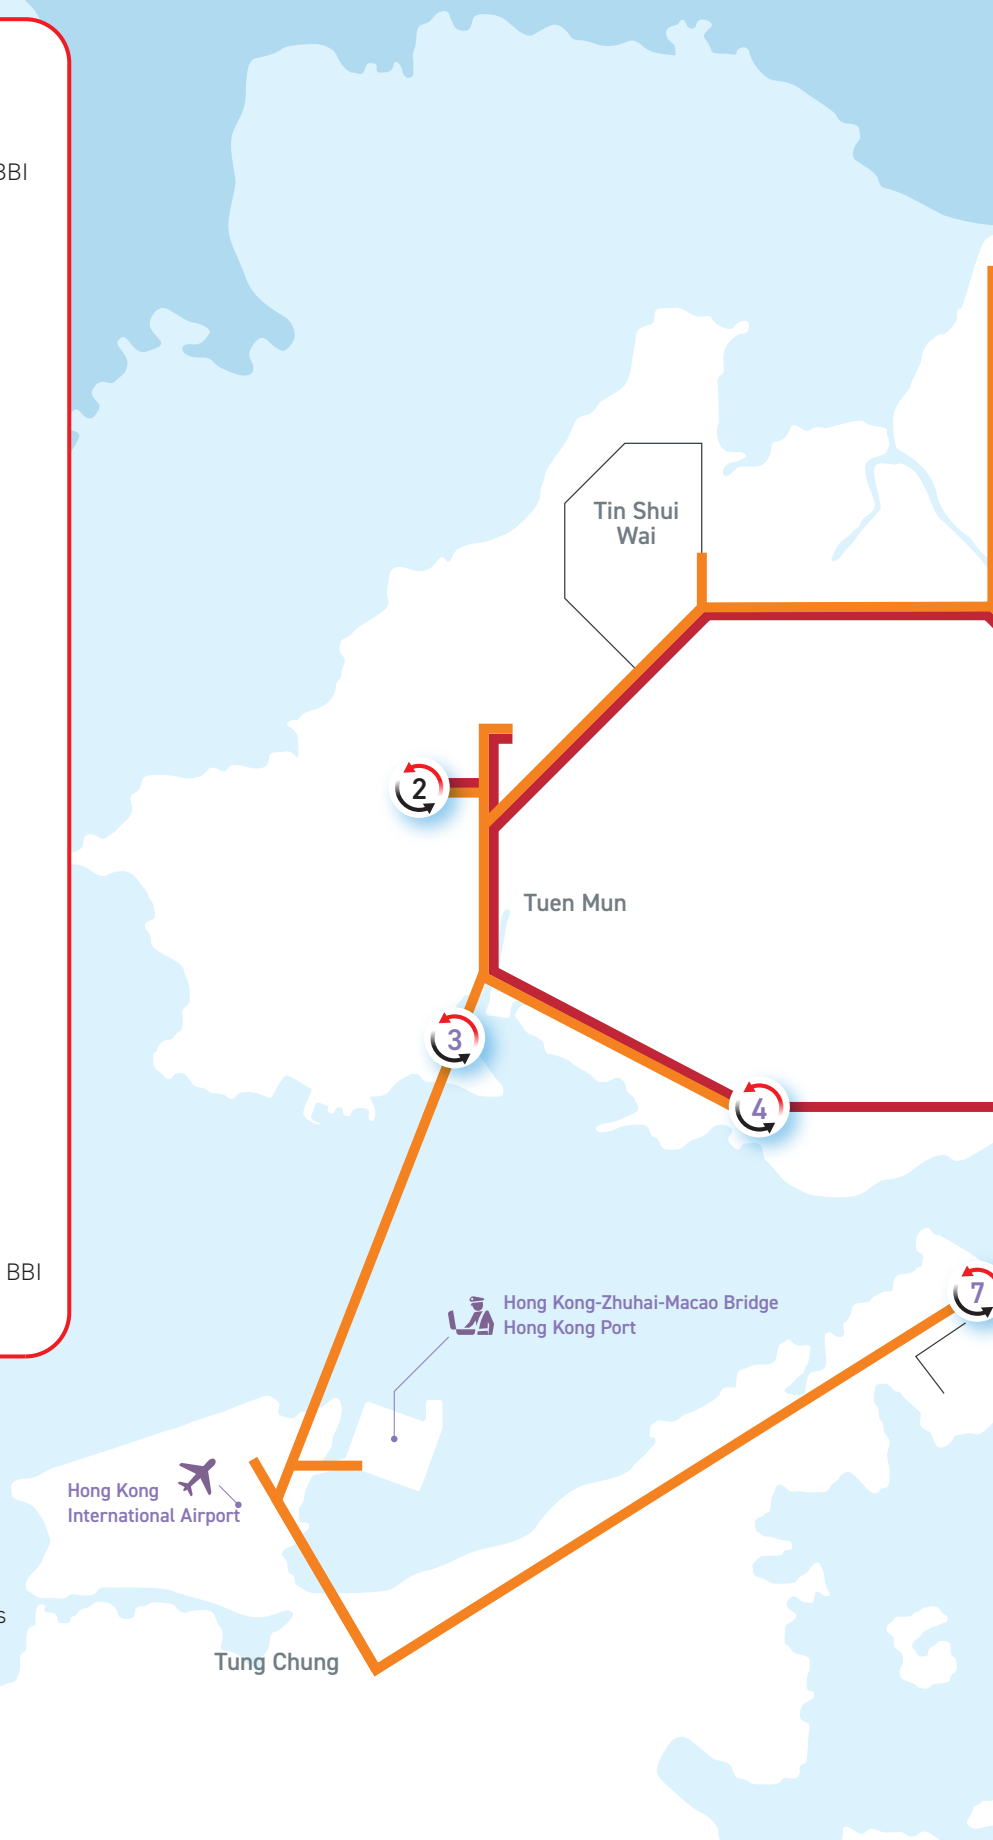 BBI
Tin Shui
Wai
2
Tuen Mun
3
4
BBI
7
Hong Kong-Zhuhai-Macao Bridge
Hong Kong Port
Hong Kong
International Airport
s
Tung Chung